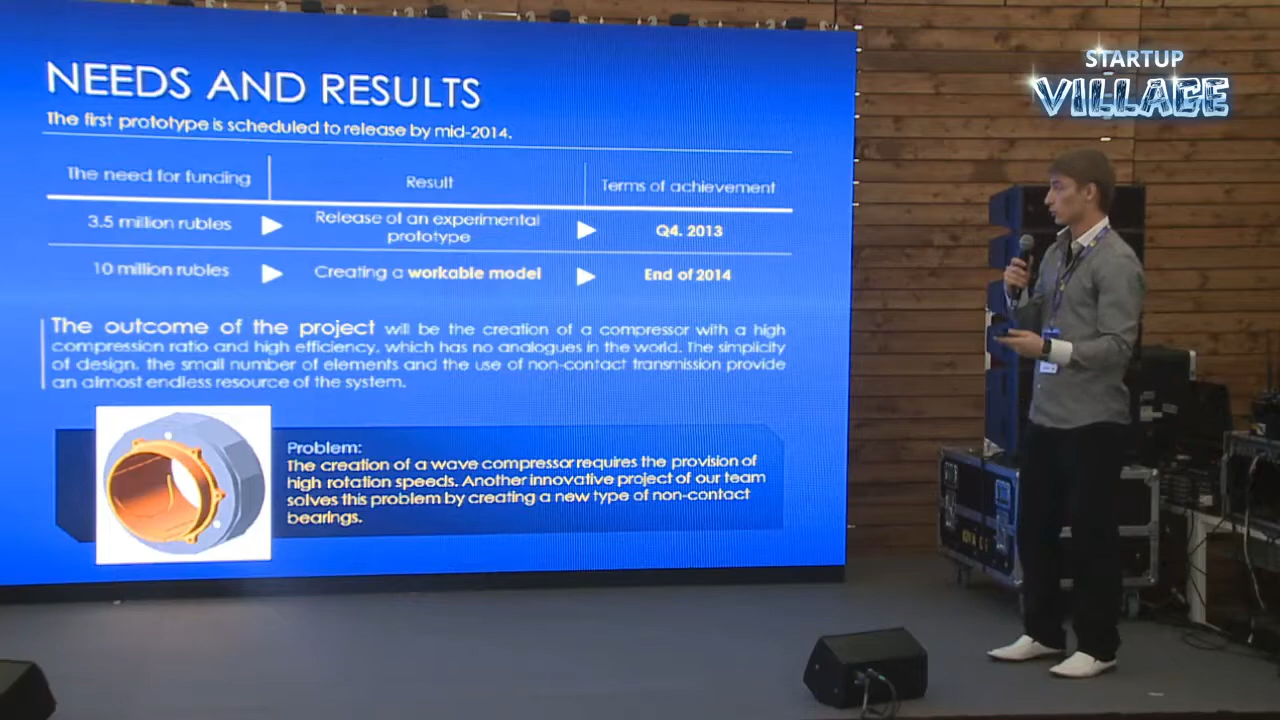 STARTUP
VILLAGE
NEEDS AND RESULTS
The first prototype is scheduled to release by mid-2014.
The need for funding Result Terms of achievement
3.5 million rubles Release of an experimental prototype Q4. 2013
10 million rubles Creating a workable model End of 2014
The outcome of the project will be the creation of a compressor with a high
compression ratio and high efficiency, which has no analogues in the world. The simplicity
of design, the small number of elements and the use of non-contact transmission provide
an almost endless resource of the system.
Problem:
The creation of a wave compressor requires the provision of
high rotation speeds. Another innovative project of our team
solves this problem by creating a new type of non-contact
bearings.